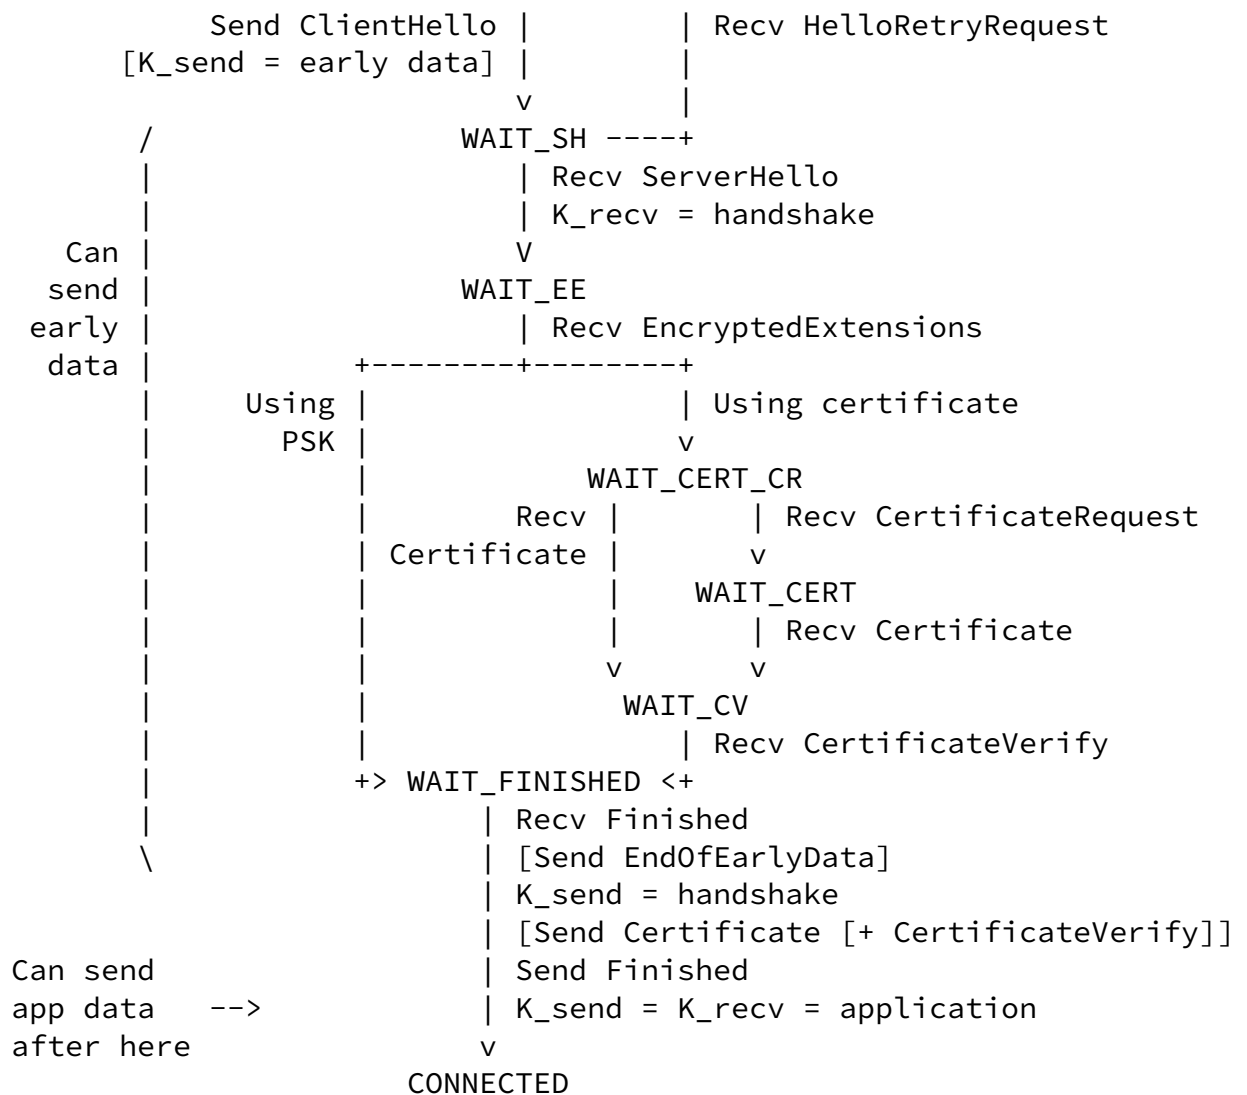 Send ClientHello |        | Recv HelloRetryRequest
      [K_send = early data] |        |
                            v        |
       /                 WAIT_SH ----+
       |                    | Recv ServerHello
       |                    | K_recv = handshake
   Can |                    V
  send |                 WAIT_EE
 early |                    | Recv EncryptedExtensions
  data |           +--------+--------+
       |     Using |                 | Using certificate
       |       PSK |                 v
       |           |            WAIT_CERT_CR
       |           |        Recv |       | Recv CertificateRequest
       |           | Certificate |       v
       |           |             |    WAIT_CERT
       |           |             |       | Recv Certificate
       |           |             v       v
       |           |              WAIT_CV
       |           |                 | Recv CertificateVerify
       |           +> WAIT_FINISHED <+
       |                  | Recv Finished
       \                  | [Send EndOfEarlyData]
                          | K_send = handshake
                          | [Send Certificate [+ CertificateVerify]]
Can send                  | Send Finished
app data   -->            | K_send = K_recv = application
after here                v
                      CONNECTED